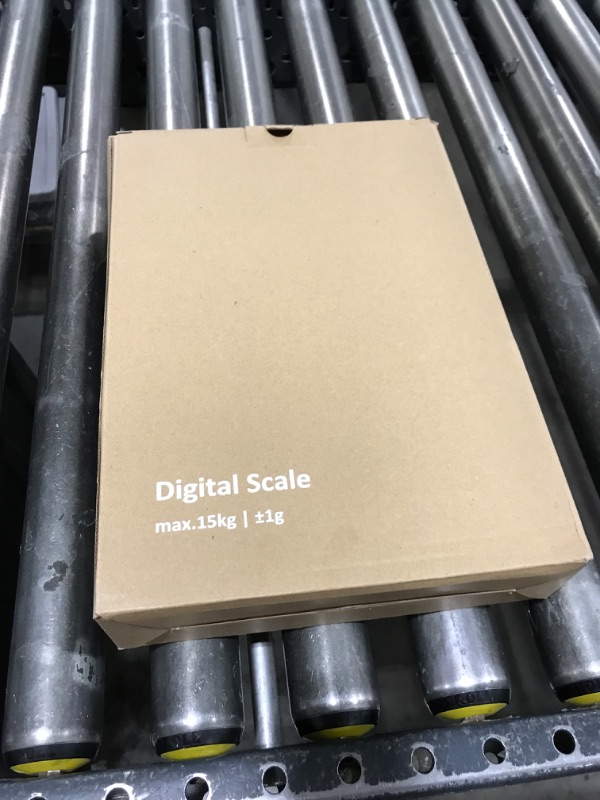 Digital Scale
max.15kg | ±1g